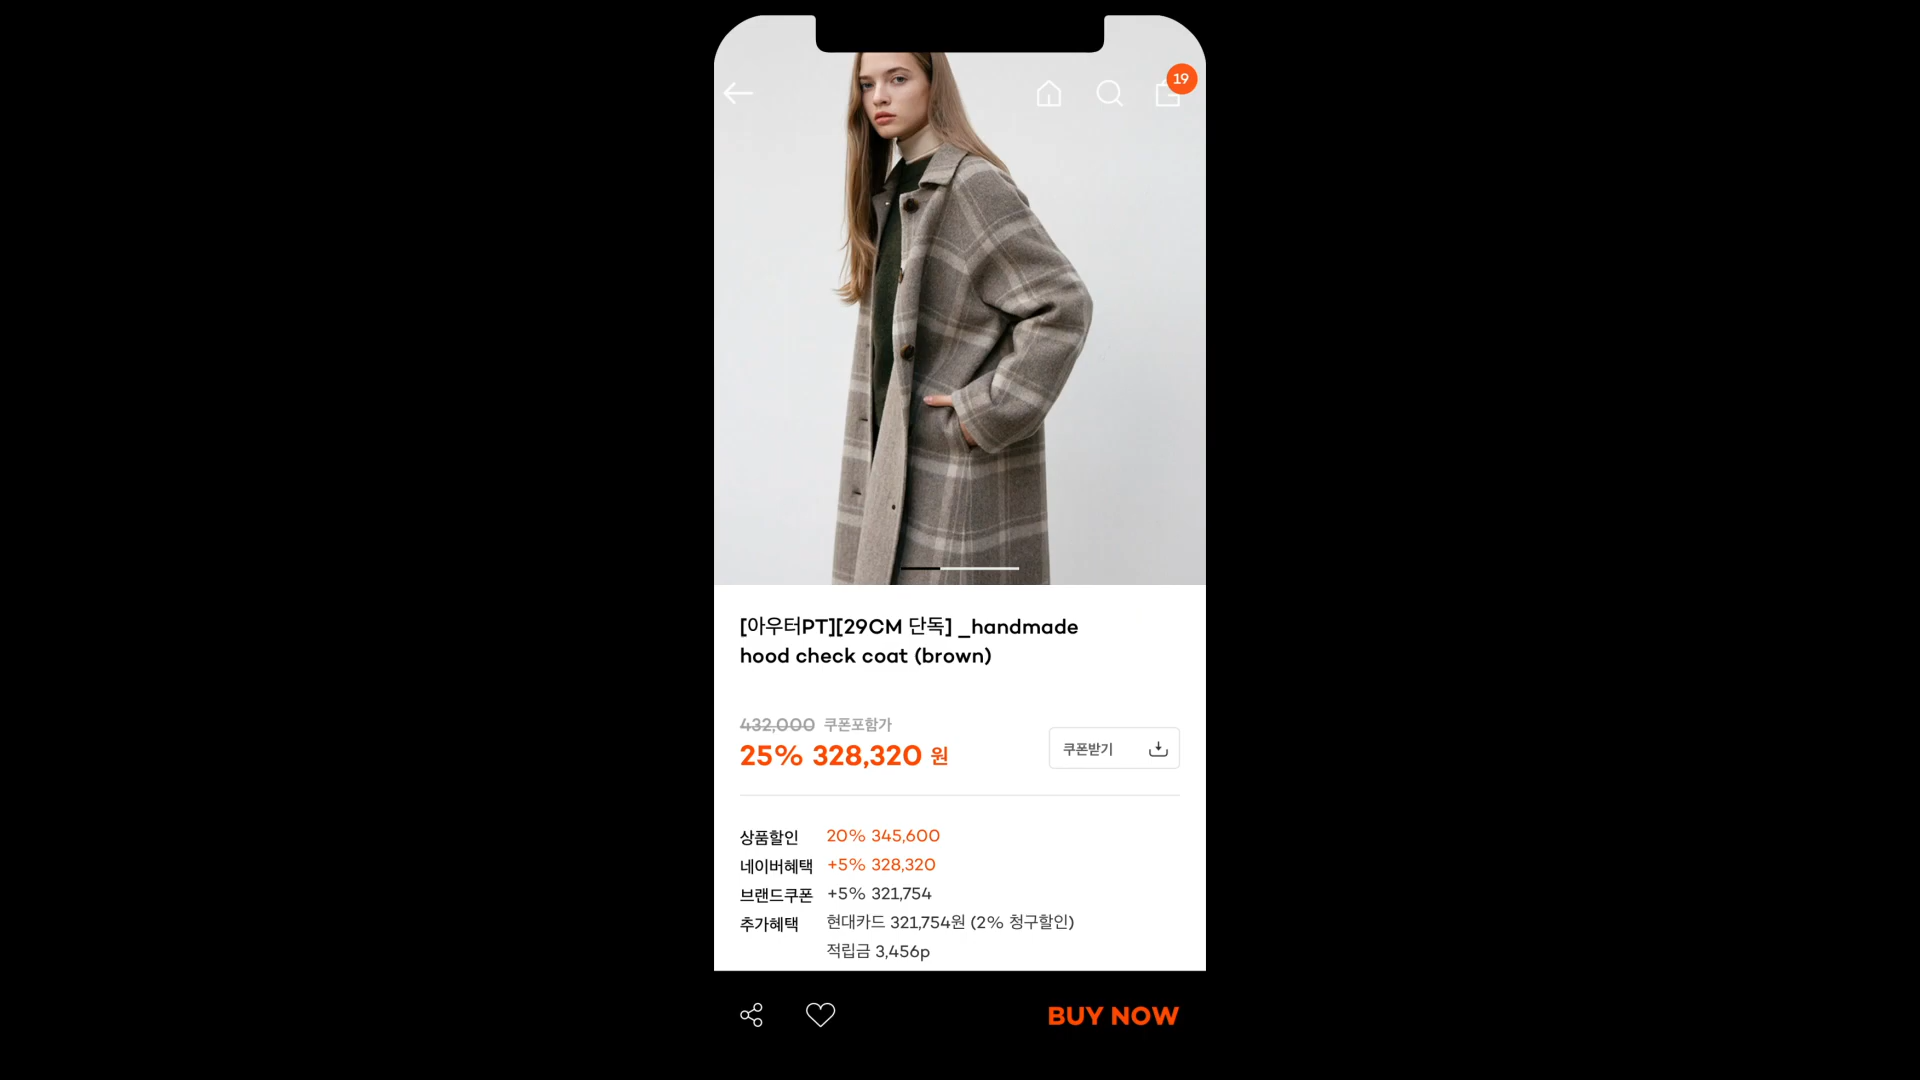 19
[아우터PT][29CM 단독] _handmade
hood check coat (brown)
432,000 쿠폰포함가
25% 328,320 원
쿠폰받기
상품할인 20% 345,600
네이버혜택 +5% 328,320
브랜드쿠폰 +5% 321,754
추가혜택 현대카드 321,754원 (2% 청구할인)
적립금 3,456p
BUY NOW